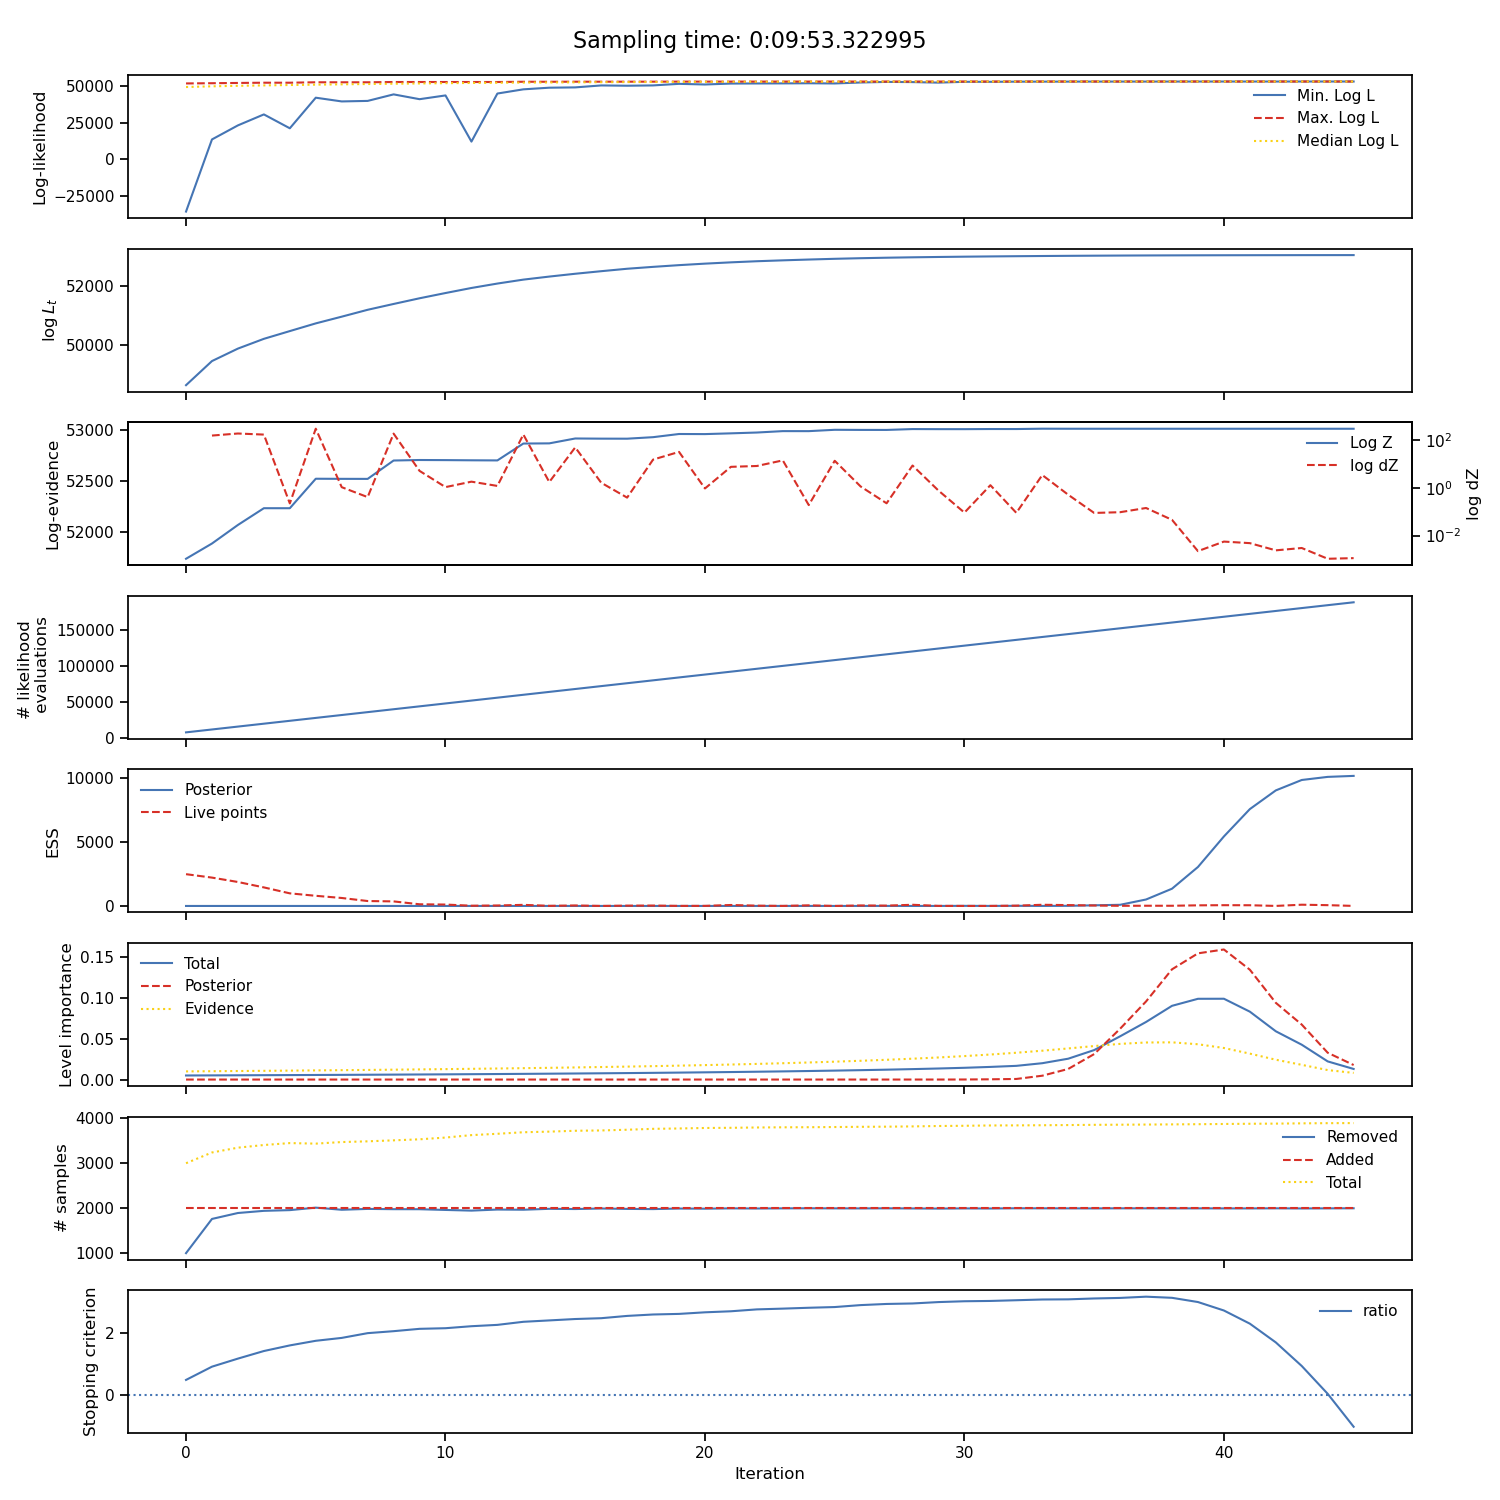 Sampling time: 0:09:53.322995
Log-likelihood
50000
25000
0
−25000
Min. Log L
Max. Log L
Median Log L
log L_t
52000
50000
Log-evidence
53000
52500
52000
Log Z
log dZ
10^2
10^0
10^−2
log dZ
# likelihood
evaluations
150000
100000
50000
0
ESS
10000
5000
0
Posterior
Live points
Level importance
0.15
0.10
0.05
0.00
Total
Posterior
Evidence
# samples
4000
3000
2000
1000
Removed
Added
Total
Stopping criterion
2
0
ratio
0 10 20 30 40
Iteration